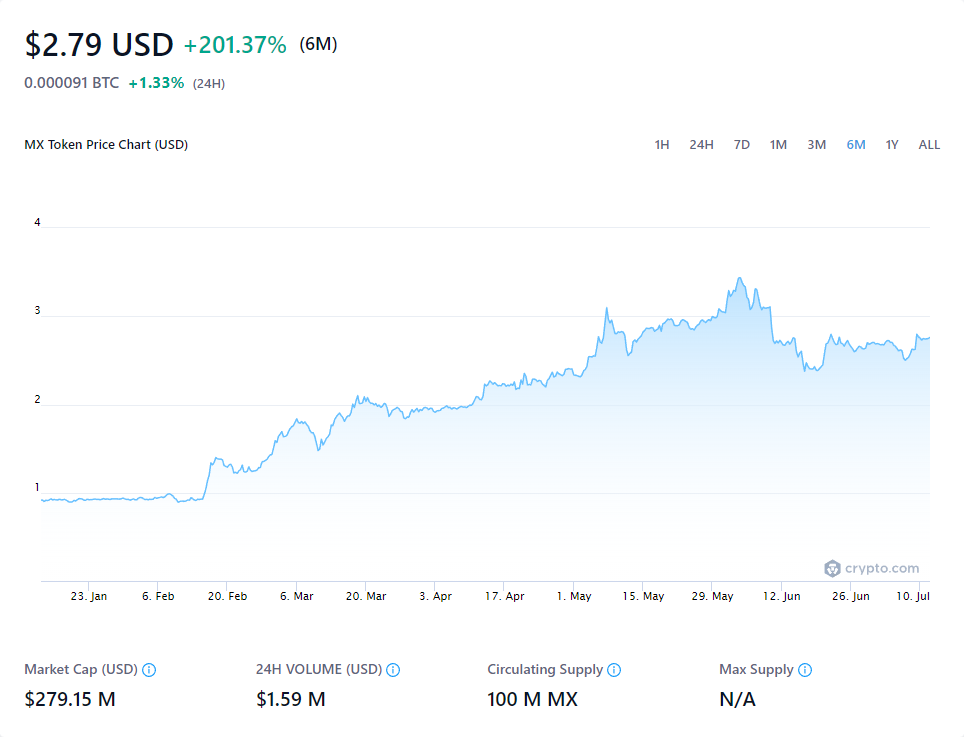 $2.79 USD +201.37% (6M)
0.000091 BTC +1.33% (24H)
MX Token Price Chart (USD) 1H 24H 7D 1M 3M 6M 1Y ALL
4
3
2
1
crypto.com
23. Jan 6. Feb 20. Feb 6. Mar 20. Mar 3. Apr 17. Apr 1. May 15. May 29. May 12. Jun 26. Jun 10. Jul
Market Cap (USD) 24H VOLUME (USD) Circulating Supply Max Supply
$279.15 M $1.59 M 100 M MX N/A